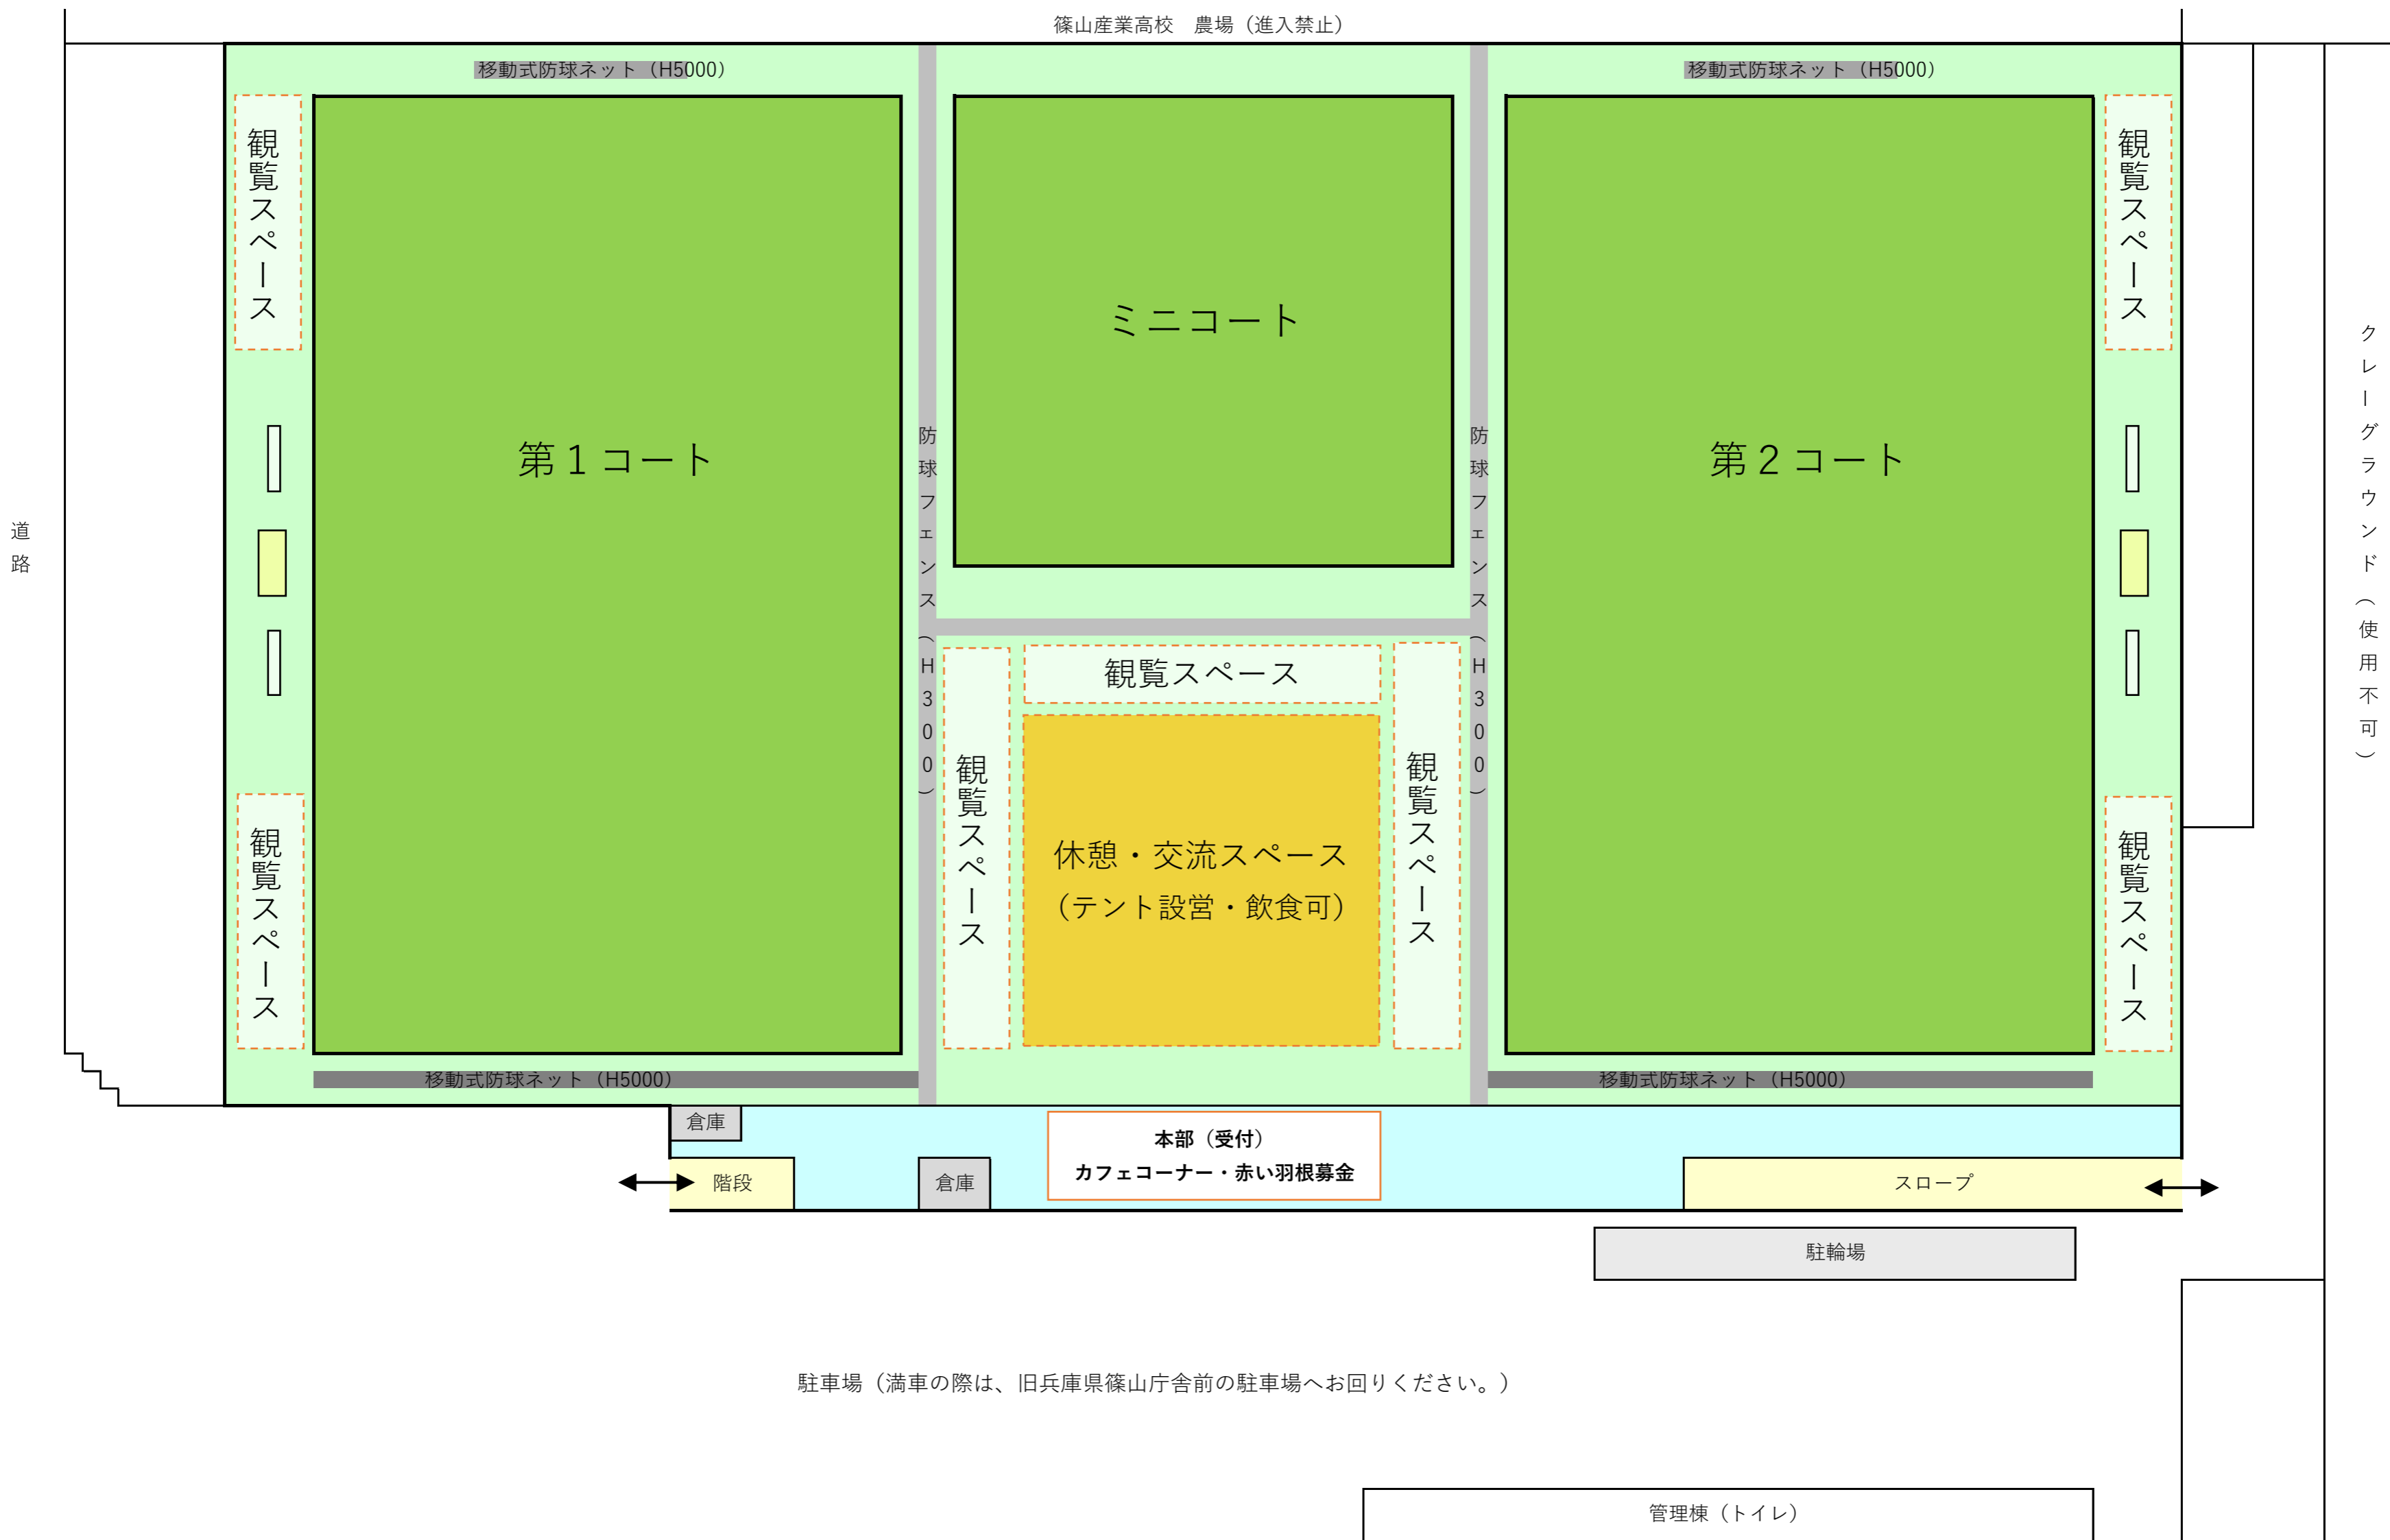 篠山産業高校　農場（進入禁止）
移動式防球ネット（H5000）
移動式防球ネット（H5000）
観覧スペース
観覧スペース
ミニコート
第１コート
第２コート
防球フェンス（H300）
防球フェンス（H300）
道路
クレーグラウンド（使用不可）
観覧スペース
観覧スペース
観覧スペース
観覧スペース
観覧スペース
休憩・交流スペース
（テント設営・飲食可）
移動式防球ネット（H5000）
移動式防球ネット（H5000）
倉庫
本部（受付）
カフェコーナー・赤い羽根募金
階段
倉庫
スロープ
駐輪場
駐車場（満車の際は、旧兵庫県篠山庁舎前の駐車場へお回りください。）
管理棟（トイレ）